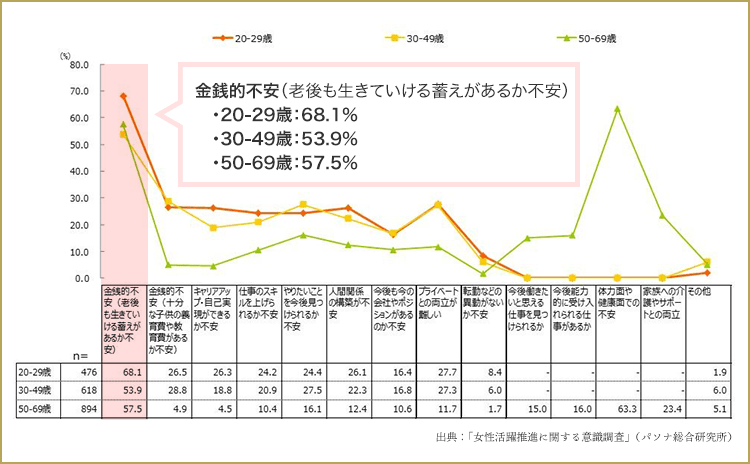 20-29歳 30-49歳 50-69歳
(%)
80.0
70.0
60.0
50.0
40.0
30.0
20.0
10.0
0.0
金銭的不安（老後も生きていける蓄えがあるか不安）
・20-29歳：68.1%
・30-49歳：53.9%
・50-69歳：57.5%
n=
金銭的不
安（老後
も生きてい
ける蓄えが
あるか不
安）
金銭的不
安（十分
な子供の養
育費や教
育費があ
るか不安）
キャリアアッ
プ・自己実
現ができる
か不安
仕事のスキ
ルを上げら
れるか不安
やりたいこと
を今後見つ
けられるか
不安
人間関係
の構築が不
安
今後も今の
会社やポジ
ションがある
のか不安
プライベート
との両立が
難しい
転勤などの
異動がない
か不安
今後働きた
いと思える
仕事を見つ
けられるか
今後能力
的に受け入
れられる仕
事があるか
体力面や
健康面での
不安
家族への介
護やサポー
トとの両立
その他
20-29歳 476 68.1 26.5 26.3 24.2 24.4 26.1 16.4 27.7 8.4 - - - - 1.9
30-49歳 618 53.9 28.8 18.8 20.9 27.5 22.3 16.8 27.3 6.0 - - - - 6.0
50-69歳 894 57.5 4.9 4.5 10.4 16.1 12.4 10.6 11.7 1.7 15.0 16.0 63.3 23.4 5.1
出典：「女性活躍推進に関する意識調査」（パソナ総合研究所）